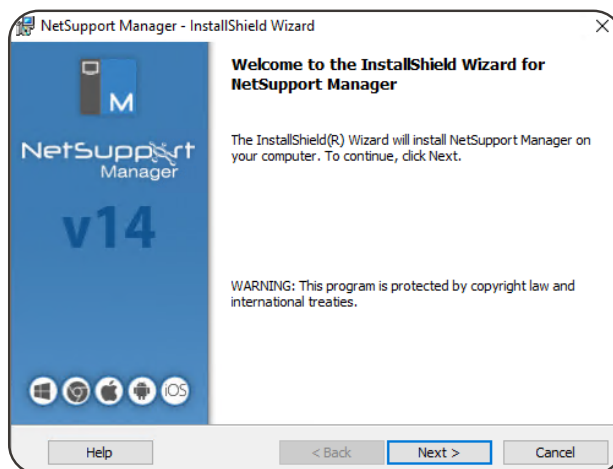 NetSupport Manager - InstallShield Wizard
M
NetSupport
Manager
v14
iOS
Welcome to the InstallShield Wizard for
NetSupport Manager
The InstallShield(R) Wizard will install NetSupport Manager on
your computer. To continue, click Next.
WARNING: This program is protected by copyright law and
international treaties.
Help
< Back
Next >
Cancel